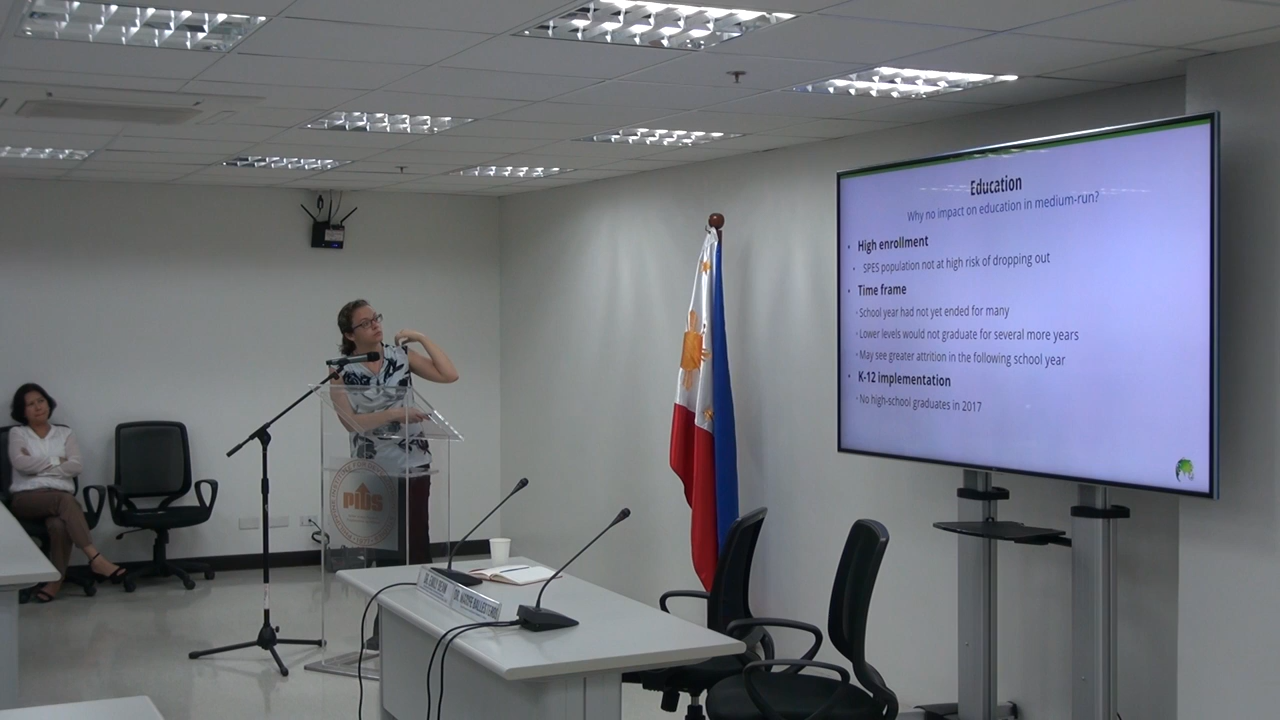 Education
Why no impact on education in medium-run?
• High enrollment
• SPES population not at high risk of dropping out
• Time frame
• School year had not yet ended for many
• Lower levels would not graduate for several more years
• May see greater attrition in the following school year
• K-12 implementation
• No high-school graduates in 2017
pids